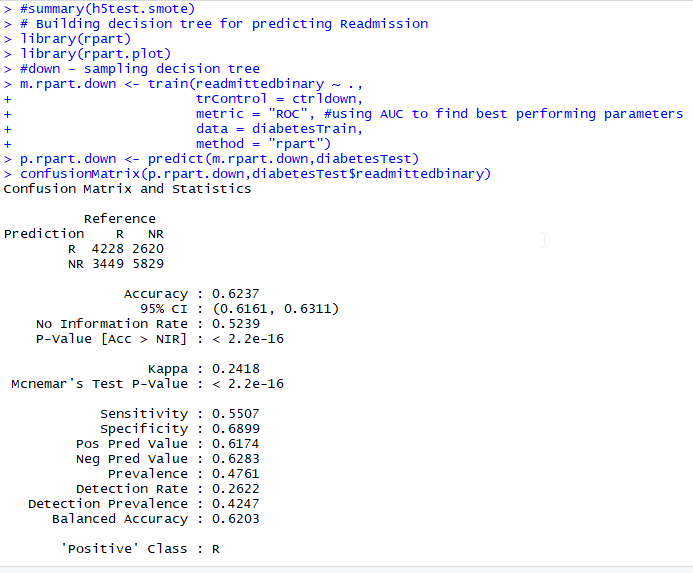 > #summary(h5test.smote)
> # Building decision tree for predicting Readmission
> library(rpart)
> library(rpart.plot)
> #down - sampling decision tree
> m.rpart.down <- train(readmittedbinary ~ .,
+                       trControl = ctrldown,
+                       metric = "ROC", #using AUC to find best performing parameters
+                       data = diabetesTrain,
+                       method = "rpart")
> p.rpart.down <- predict(m.rpart.down,diabetesTest)
> confusionMatrix(p.rpart.down,diabetesTest$readmittedbinary)
Confusion Matrix and Statistics

          Reference
Prediction    R   NR
        R  4228 2620
        NR 3449 5829

               Accuracy : 0.6237
                 95% CI : (0.6161, 0.6311)
    No Information Rate : 0.5239
    P-Value [Acc > NIR] : < 2.2e-16

                  Kappa : 0.2418
 Mcnemar's Test P-Value : < 2.2e-16

            Sensitivity : 0.5507
            Specificity : 0.6899
         Pos Pred Value : 0.6174
         Neg Pred Value : 0.6283
             Prevalence : 0.4761
         Detection Rate : 0.2622
   Detection Prevalence : 0.4247
      Balanced Accuracy : 0.6203

       'Positive' Class : R